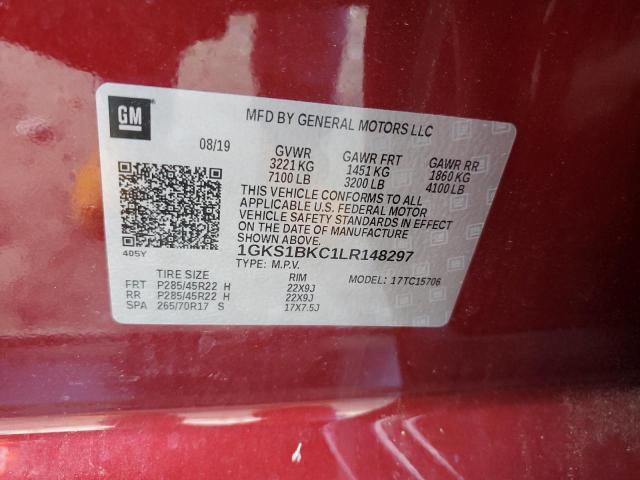 GM
MFD BY GENERAL MOTORS LLC
08/19
GVWR GAWR FRT GAWR RR
3221 KG 1451 KG 1860 KG
7100 LB 3200 LB 4100 LB
THIS VEHICLE CONFORMS TO ALL
APPLICABLE U.S. FEDERAL MOTOR
VEHICLE SAFETY STANDARDS IN EFFECT
ON THE DATE OF MANUFACTURE
SHOWN ABOVE.
405Y
1GKS1BKC1LR148297
TYPE: M.P.V.
MODEL: 17TC15706
TIRE SIZE RIM
FRT P285/45R22 H 22X9J
RR P285/45R22 H 22X9J
SPA 265/70R17 S 17X7.5J